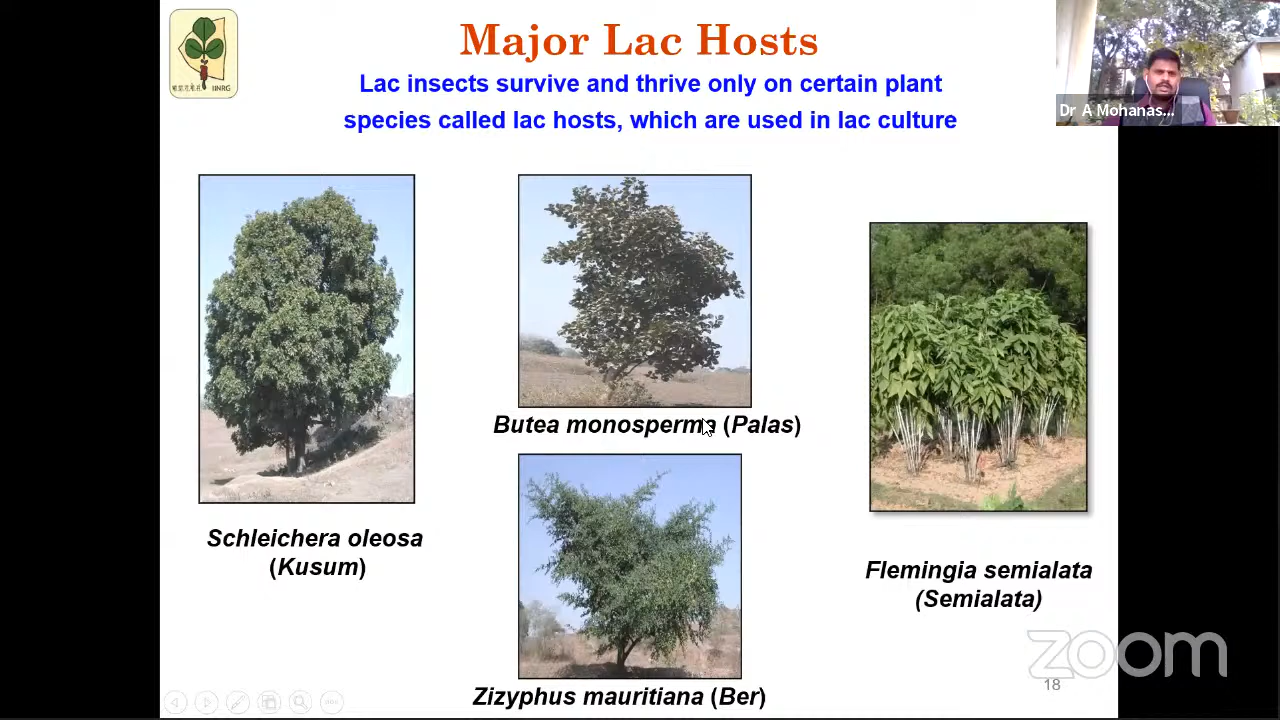 Major Lac Hosts
Lac insects survive and thrive only on certain plant
species called lac hosts, which are used in lac culture
IINRG
Dr A Mohanas...
Butea monosperma (Palas)
Schleichera oleosa
(Kusum)
Flemingia semialata
(Semialata)
Zizyphus mauritiana (Ber)
zoom
18